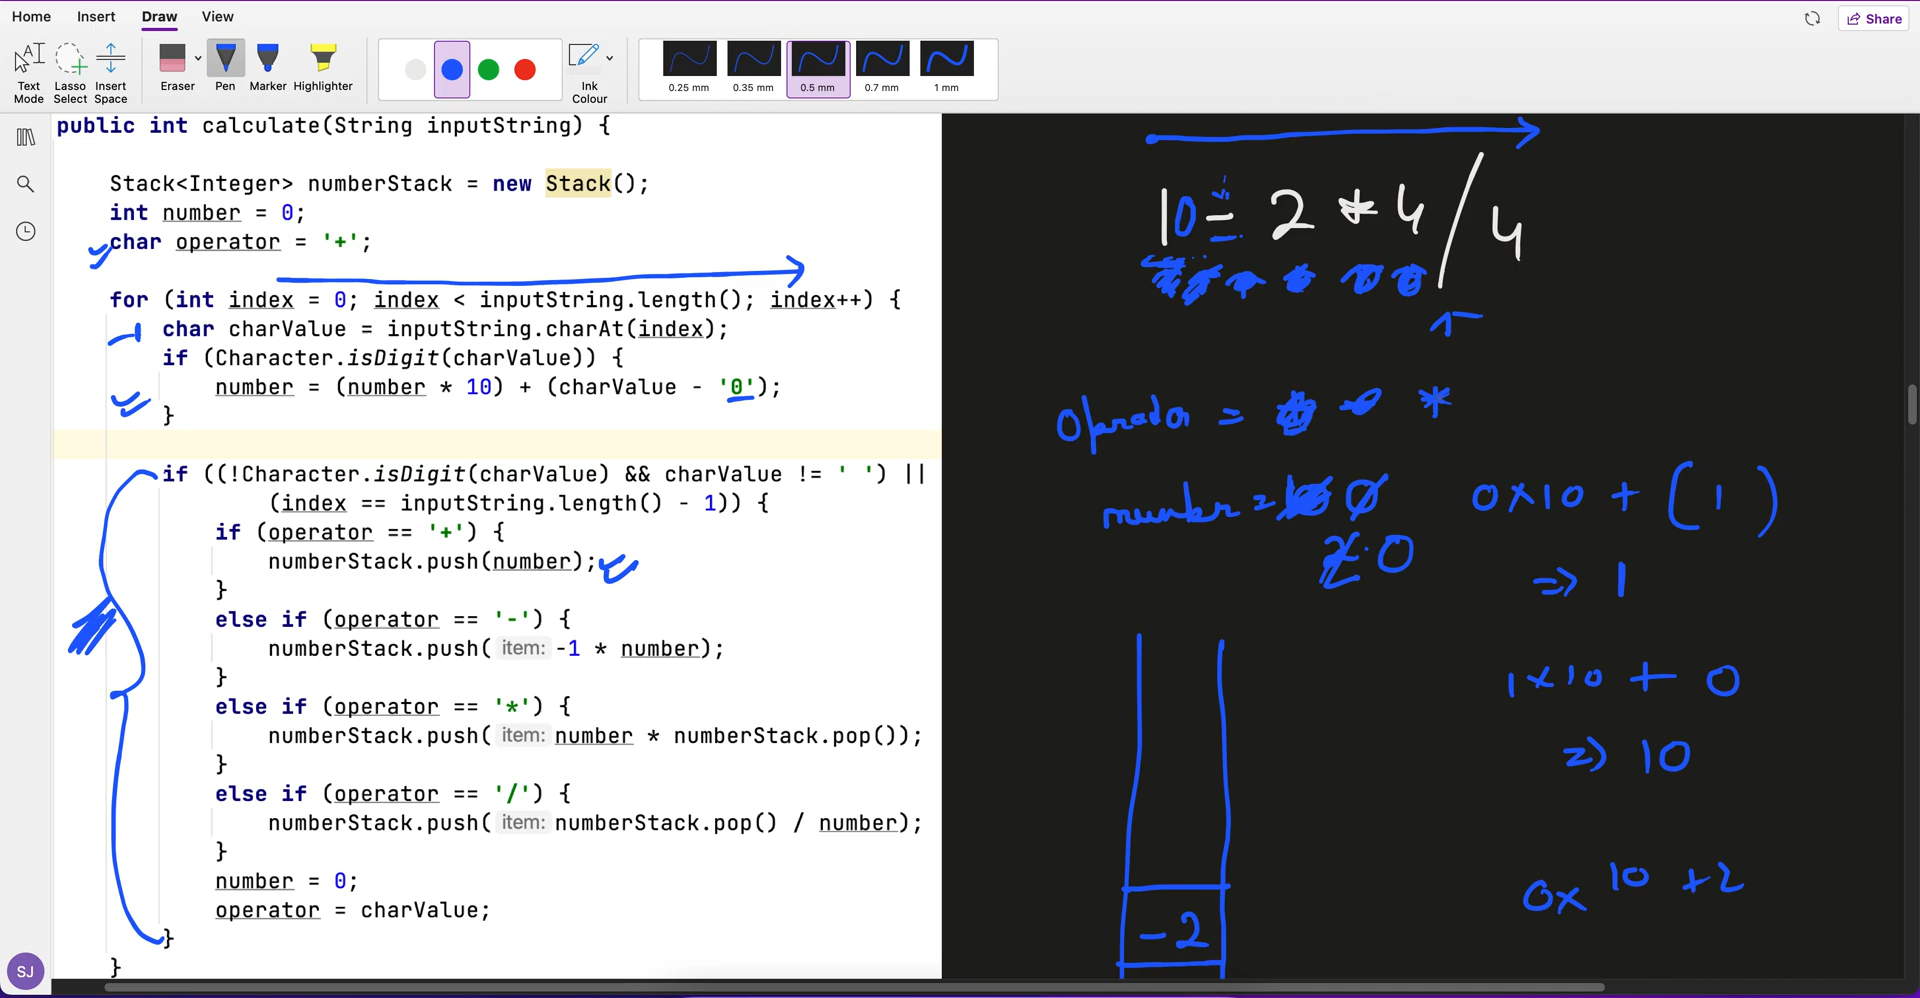 Home Insert Draw View
Share
Text Mode
Lasso Select
Insert Space
Eraser
Pen
Marker
Highlighter
Ink Colour
0.25 mm
0.35 mm
0.5 mm
0.7 mm
1 mm
public int calculate(String inputString) {
Stack<Integer> numberStack = new Stack();
int number = 0;
char operator = '+';
for (int index = 0; index < inputString.length(); index++) {
char charValue = inputString.charAt(index);
if (Character.isDigit(charValue)) {
number = (number * 10) + (charValue - '0');
}
if ((!Character.isDigit(charValue) && charValue != ' ') ||
(index == inputString.length() - 1)) {
if (operator == '+') {
numberStack.push(number);
}
else if (operator == '-') {
numberStack.push( item: -1 * number);
}
else if (operator == '*') {
numberStack.push( item: number * numberStack.pop());
}
else if (operator == '/') {
numberStack.push( item: numberStack.pop() / number);
}
number = 0;
operator = charValue;
}
}
SJ
10 - 2 * 4 / 4
Operator = *
number = 0
2 0
0 x 10 + ( 1 )
=> 1
1 x 10 + 0
=> 10
0x 10 + 2
- 2